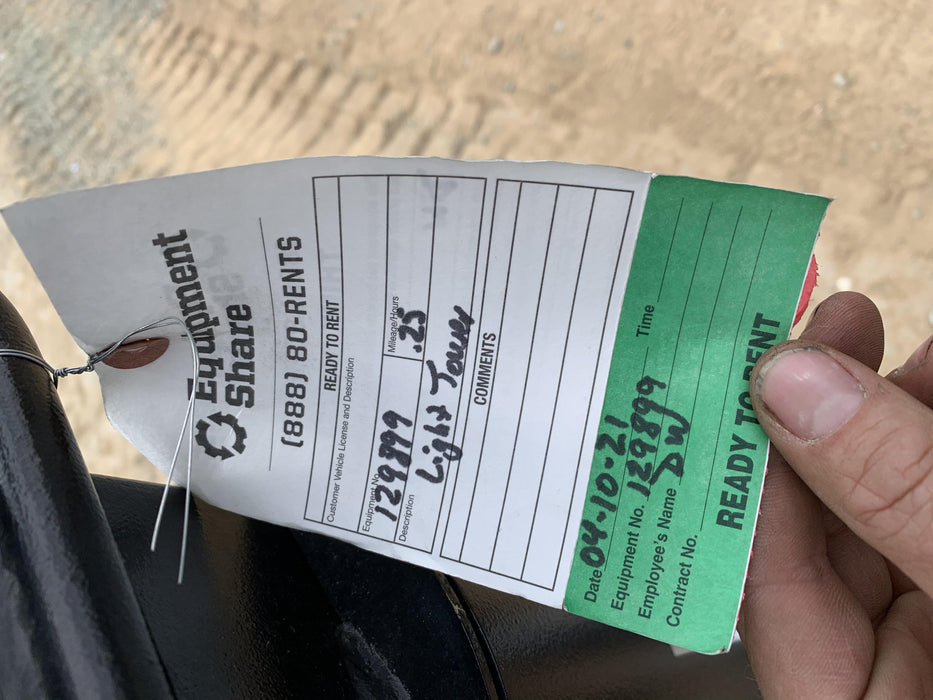 Equipment
Share
(888) 80-RENTS
READY TO RENT
Customer Vehicle License and Description
Equipment No. Mileage/Hours
129899 .25
Description Light Tower
COMMENTS
Date 04-10-21 Time
Equipment No. 129899
Employee's Name DW
Contract No.
READY TO RENT